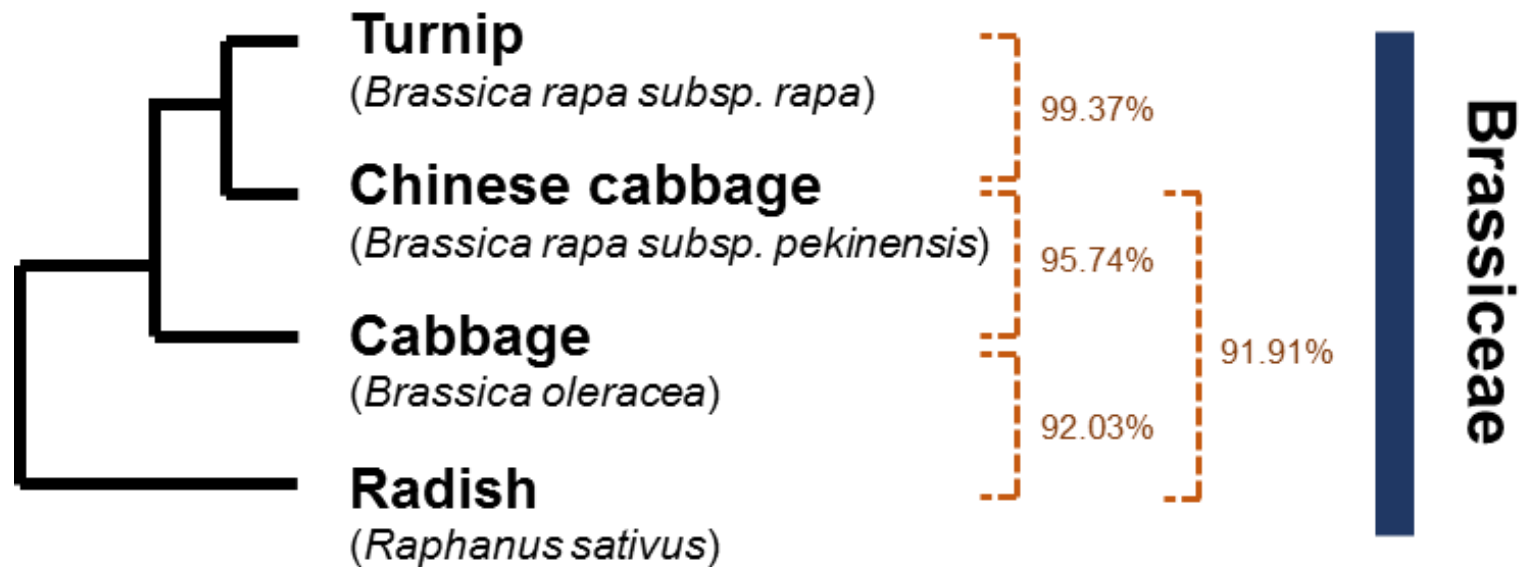 Turnip
(Brassica rapa subsp. rapa)
99.37%
Chinese cabbage
(Brassica rapa subsp. pekinensis)
95.74%
Cabbage
(Brassica oleracea)
91.91%
92.03%
Radish
(Raphanus sativus)
Brassiceae